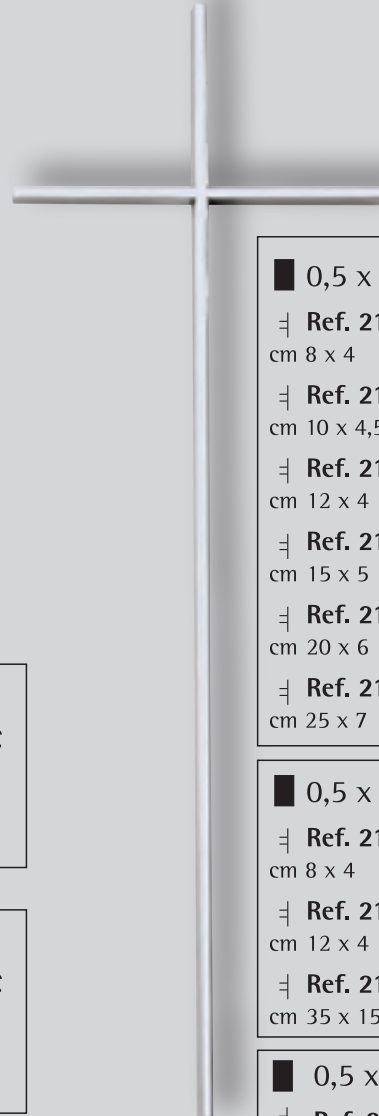 0,5 x
Ref. 21
cm 8 x 4
Ref. 21
cm 10 x 4,5
Ref. 21
cm 12 x 4
Ref. 21
cm 15 x 5
Ref. 21
cm 20 x 6
Ref. 21
cm 25 x 7
0,5 x
Ref. 21
cm 8 x 4
Ref. 21
cm 12 x 4
Ref. 21
cm 35 x 15
0,5 x